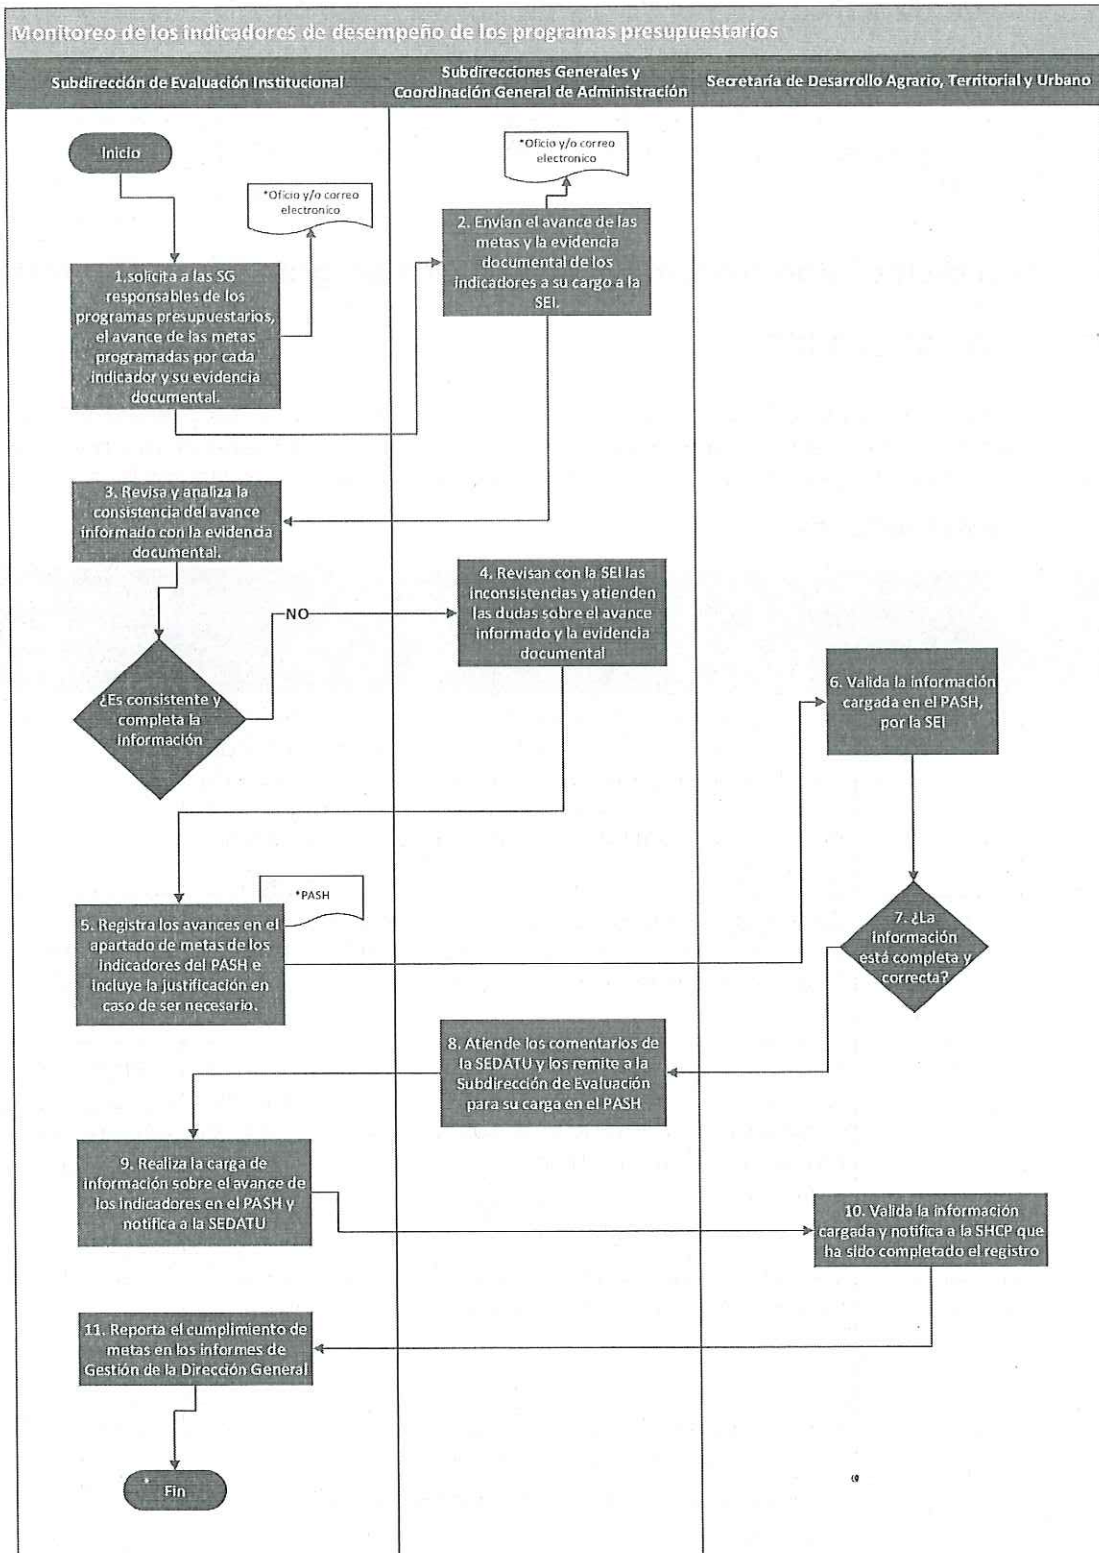 Monitoreo de los indicadores de desempeño de los programas presupuestarios
Subdirección de Evaluación Institucional
Subdirecciones Generales y
Coordinación General de Administración
Secretaría de Desarrollo Agrario, Territorial y Urbano
Inicio
*Oficio y/o correo
electronico
*Oficio y/o correo
electronico
1.solicita a las SG
responsables de los
programas presupuestarios,
el avance de las metas
programadas por cada
indicador y su evidencia
documental.
2. Envían el avance de las
metas y la evidencia
documental de los
indicadores a su cargo a la
SEI.
3. Revisa y analiza la
consistencia del avance
informado con la evidencia
documental.
NO
4. Revisan con la SEI las
inconsistencias y atienden
las dudas sobre el avance
informado y la evidencia
documental
¿Es consistente y
completa la
información
6. Valida la información
cargada en el PASH,
por la SEI
*PASH
5. Registra los avances en el
apartado de metas de los
indicadores del PASH e
incluye la justificación en
caso de ser necesario.
7. ¿La
información
está completa y
correcta?
8. Atiende los comentarios de
la SEDATU y los remite a la
Subdirección de Evaluación
para su carga en el PASH
9. Realiza la carga de
información sobre el avance de
los indicadores en el PASH y
notifica a la SEDATU
10. Valida la información
cargada y notifica a la SHCP que
ha sido completado el registro
11. Reporta el cumplimiento de
metas en los informes de
Gestión de la Dirección General
Fin